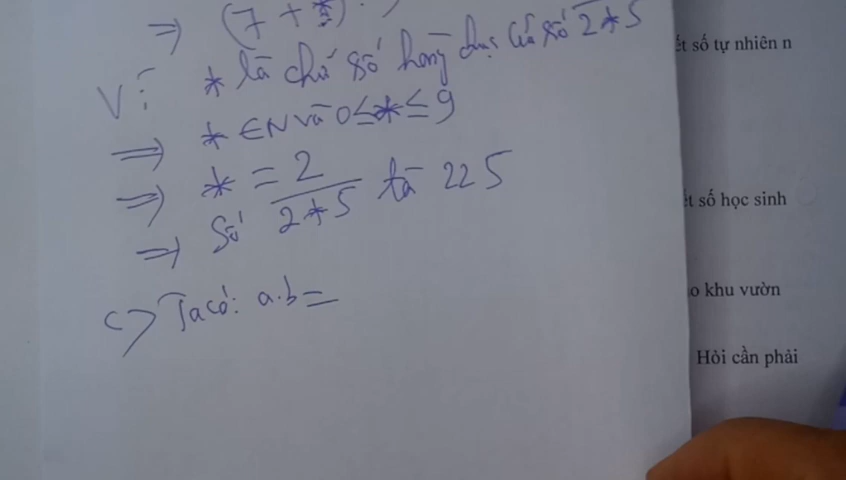 ⇒ (7 + *) ⋮
Vì * là chữ số hàng chục của số 2*5
⇒ * ∈ N và 0 ≤ * ≤ 9
⇒ * = 2
⇒ Số 2*5 là 225
c> Ta có: a.b =
ết số tự nhiên n
ết số học sinh
o khu vườn
Hỏi cần phải